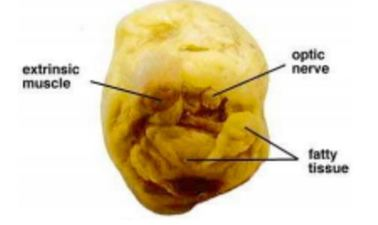 extrinsic
muscle
optic
nerve
fatty
tissue